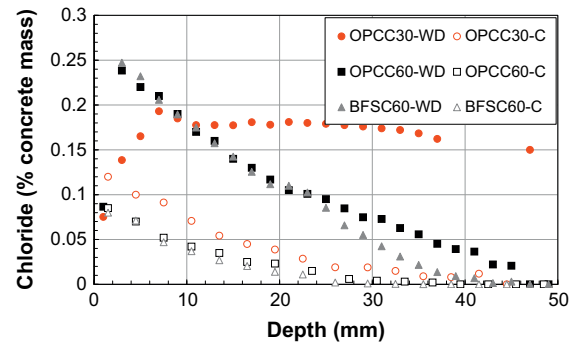 0.3
0.25
0.2
0.15
0.1
0.05
0
Chloride (% concrete mass)
OPCC30-WD
OPCC30-C
OPCC60-WD
OPCC60-C
BFSC60-WD
BFSC60-C
0 10 20 30 40 50
Depth (mm)